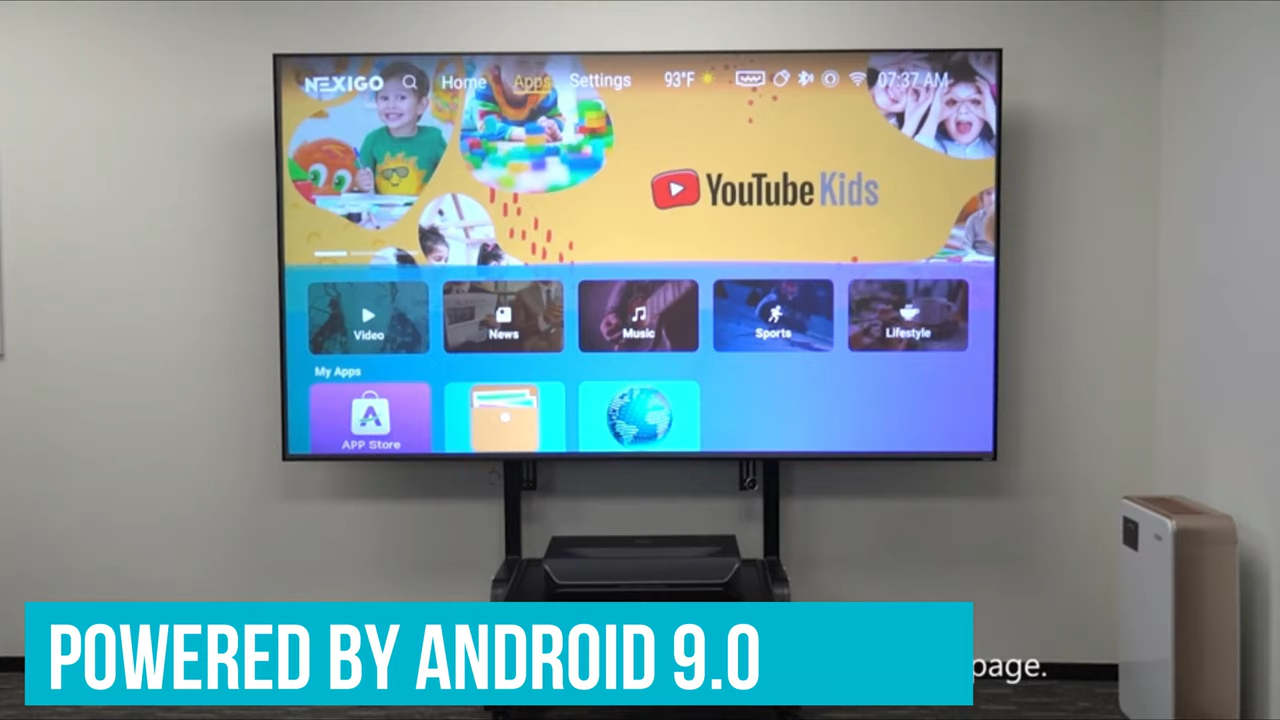 NEXIGO Home Apps Settings 93°F 07:37 AM
YouTube Kids
Video News Music Sports Lifestyle
My Apps
APP Store
POWERED BY ANDROID 9.0
page.